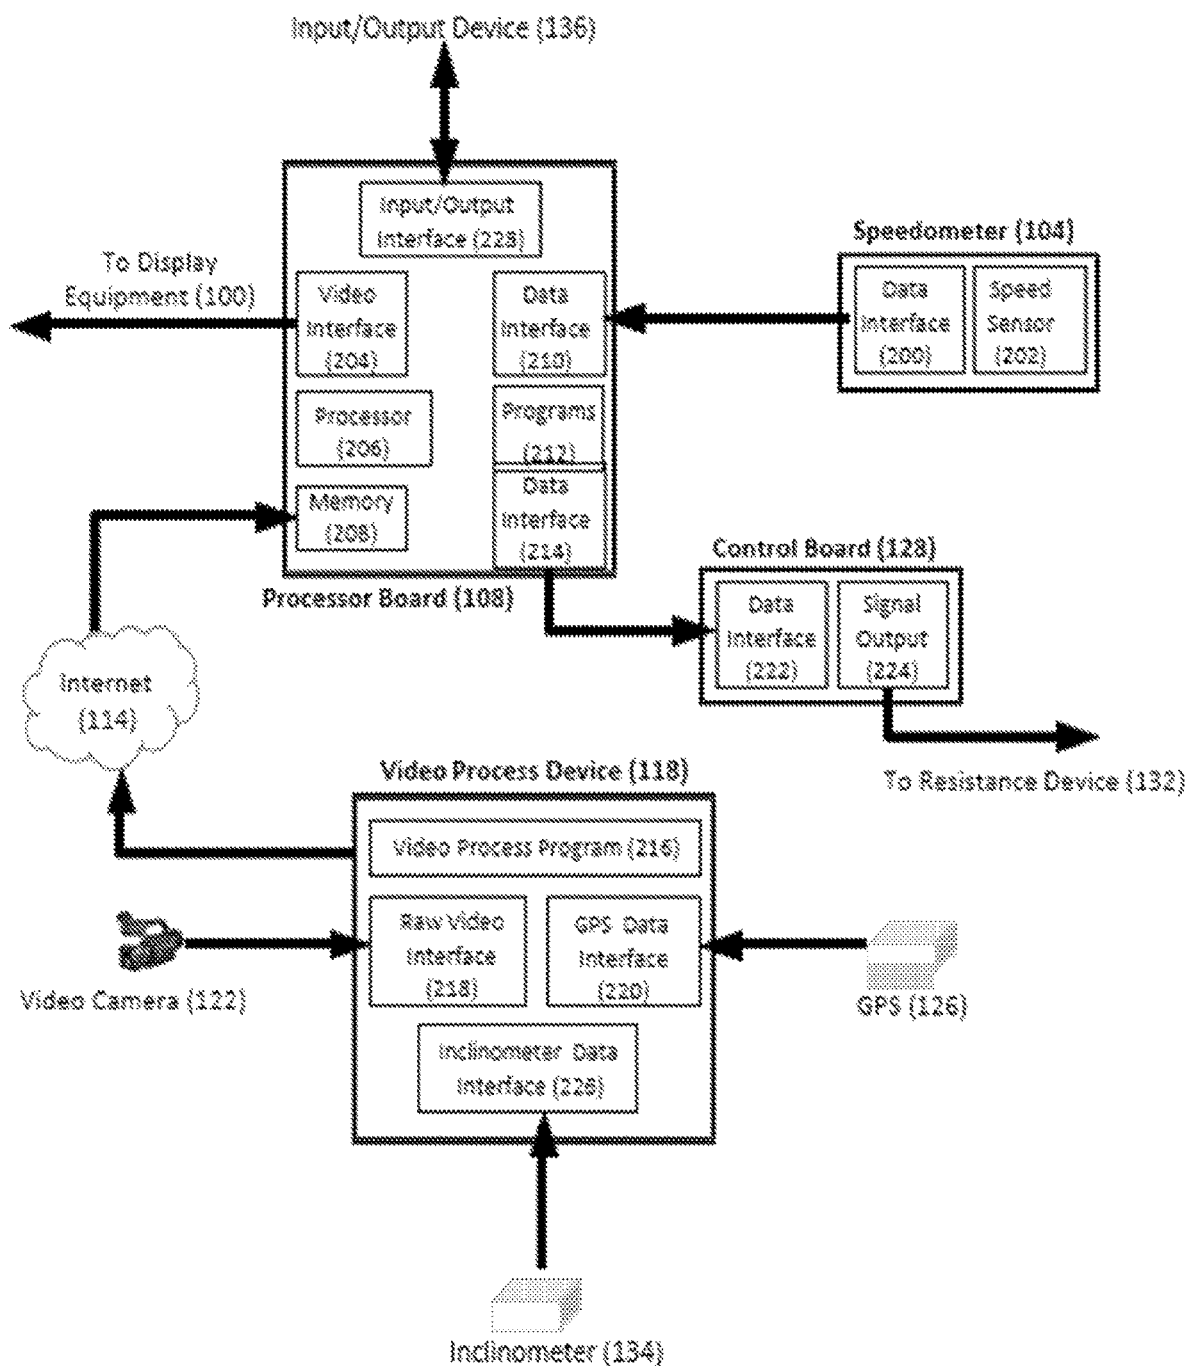 Input/Output Device (136)
Input/Output
Interface (228)
To Display
Equipment (100)
Video
Interface
(204)
Data
Interface
(210)
Speedometer (104)
Data
Interface
(200)
Speed
Sensor
(202)
Processor
(206)
Programs
(212)
Memory
(208)
Data
Interface
(214)
Processor Board (108)
Control Board (128)
Data
Interface
(222)
Signal
Output
(224)
To Resistance Device (132)
Internet
(114)
Video Process Device (118)
Video Process Program (216)
Raw Video
Interface
(218)
GPS Data
Interface
(220)
Video Camera (122)
GPS (126)
Inclinometer Data
Interface (226)
Inclinometer (134)